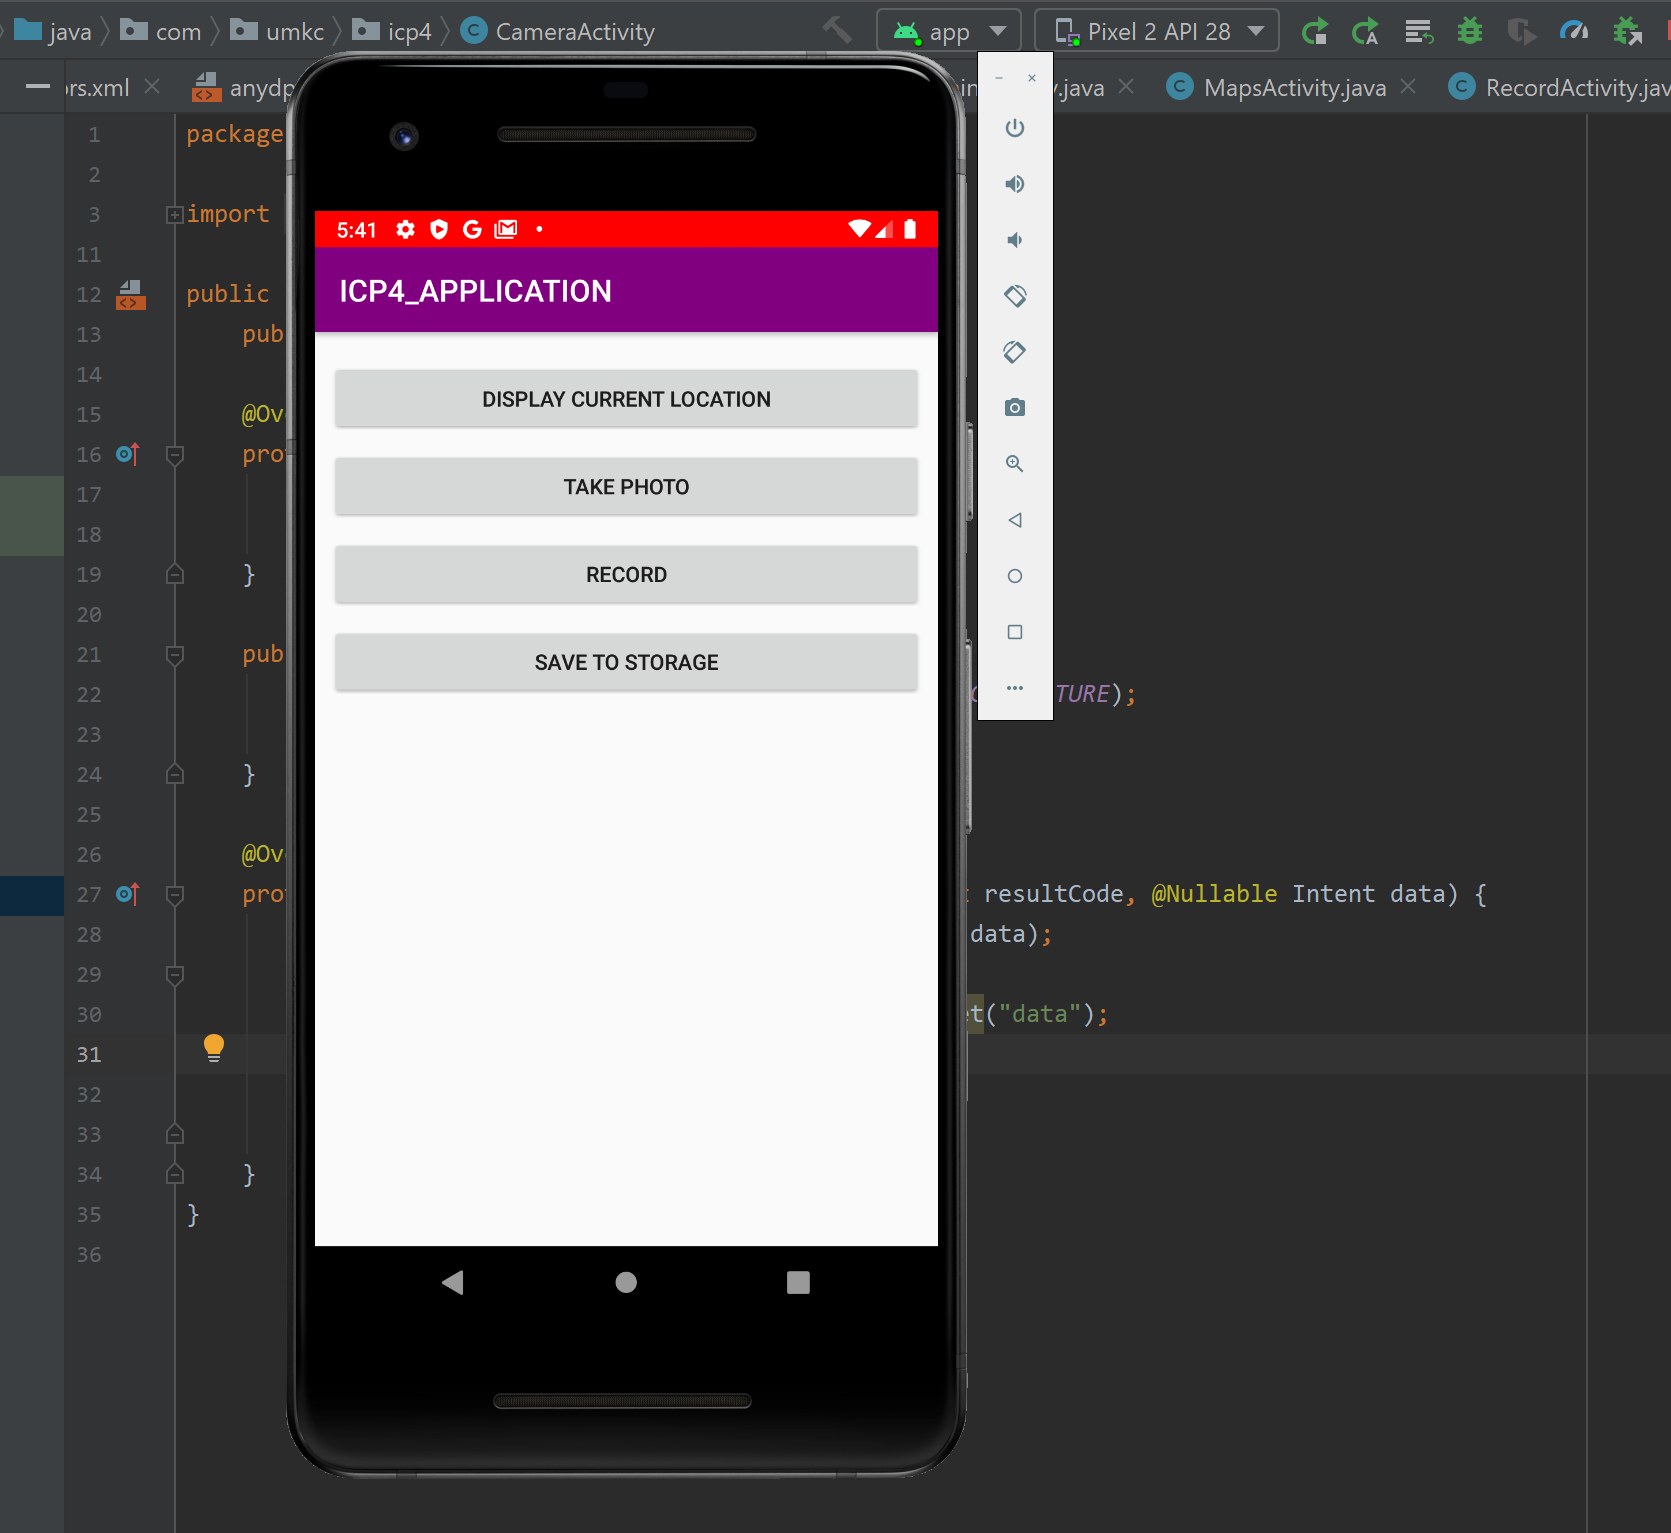 java com umkc icp4 CameraActivity app Pixel 2 API 28
rs.xml anydp .java MapsActivity.java RecordActivity.jav
1 package
2
3 import
11
12 public
13 pub
14
15 @Ov
16 pro
17
18
19 }
20
21 pub
22 TURE);
23
24 }
25
26 @Ov
27 pro resultCode, @Nullable Intent data) {
28 data);
29
30 et("data");
31
32
33
34 }
35 }
36
5:41
ICP4_APPLICATION
DISPLAY CURRENT LOCATION
TAKE PHOTO
RECORD
SAVE TO STORAGE